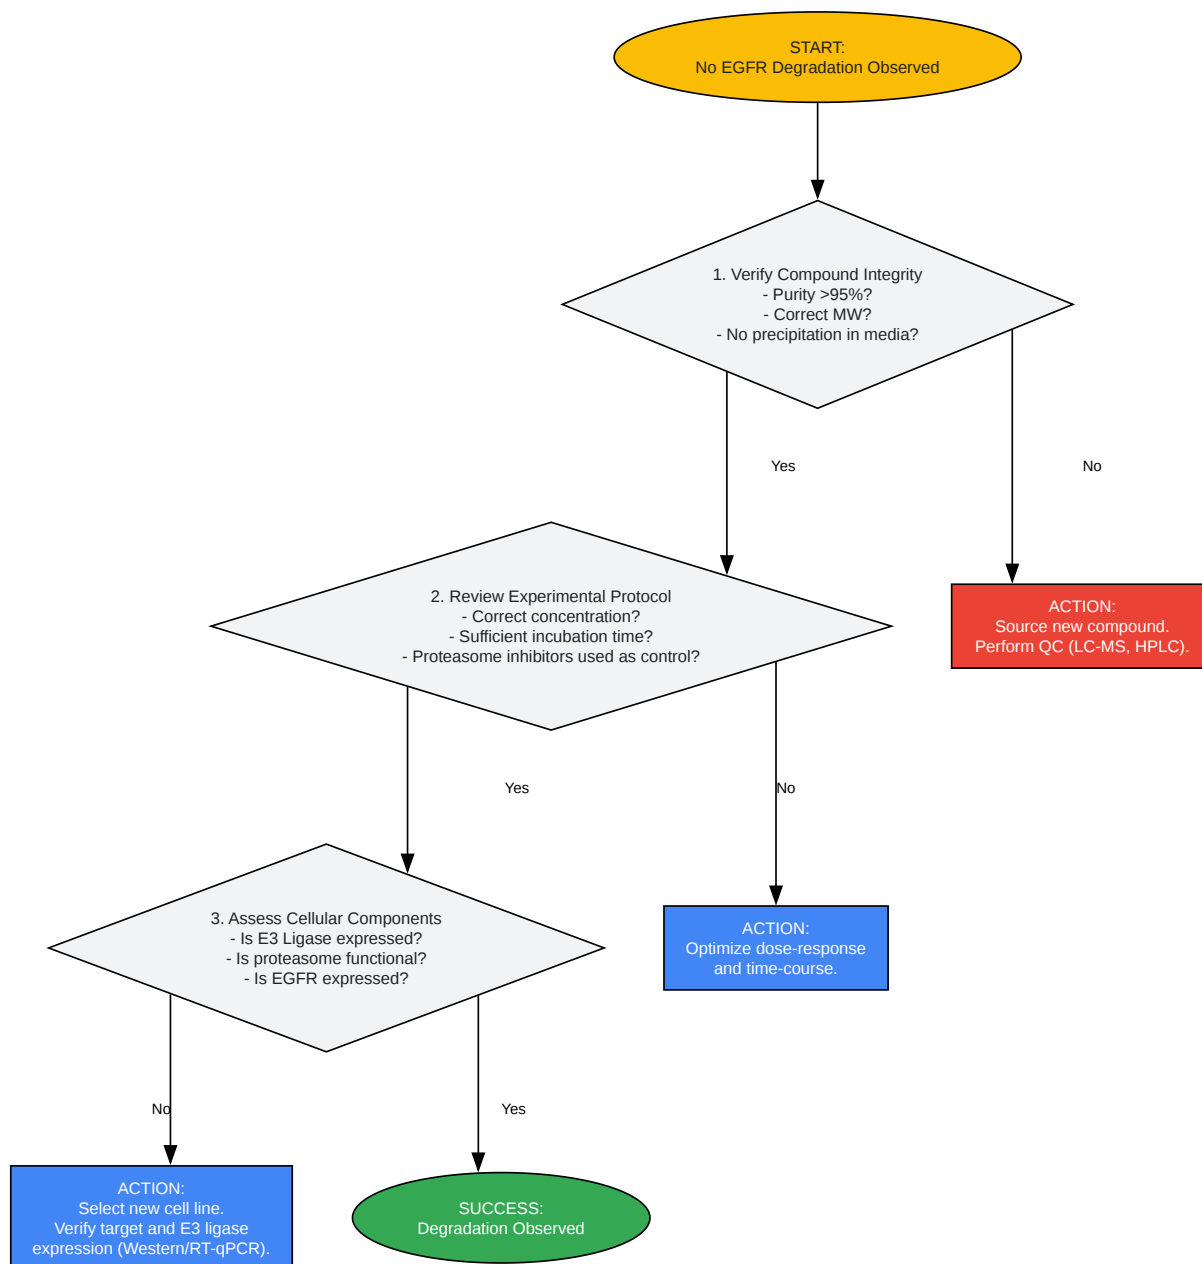 START:
No EGFR Degradation Observed
1. Verify Compound Integrity
- Purity >95%?
- Correct MW?
- No precipitation in media?
Yes
No
2. Review Experimental Protocol
- Correct concentration?
- Sufficient incubation time?
- Proteasome inhibitors used as control?
ACTION:
Source new compound.
Perform QC (LC-MS, HPLC).
Yes
No
3. Assess Cellular Components
- Is E3 Ligase expressed?
- Is proteasome functional?
- Is EGFR expressed?
ACTION:
Optimize dose-response
and time-course.
No
Yes
ACTION:
Select new cell line.
Verify target and E3 ligase
expression (Western/RT-qPCR).
SUCCESS:
Degradation Observed